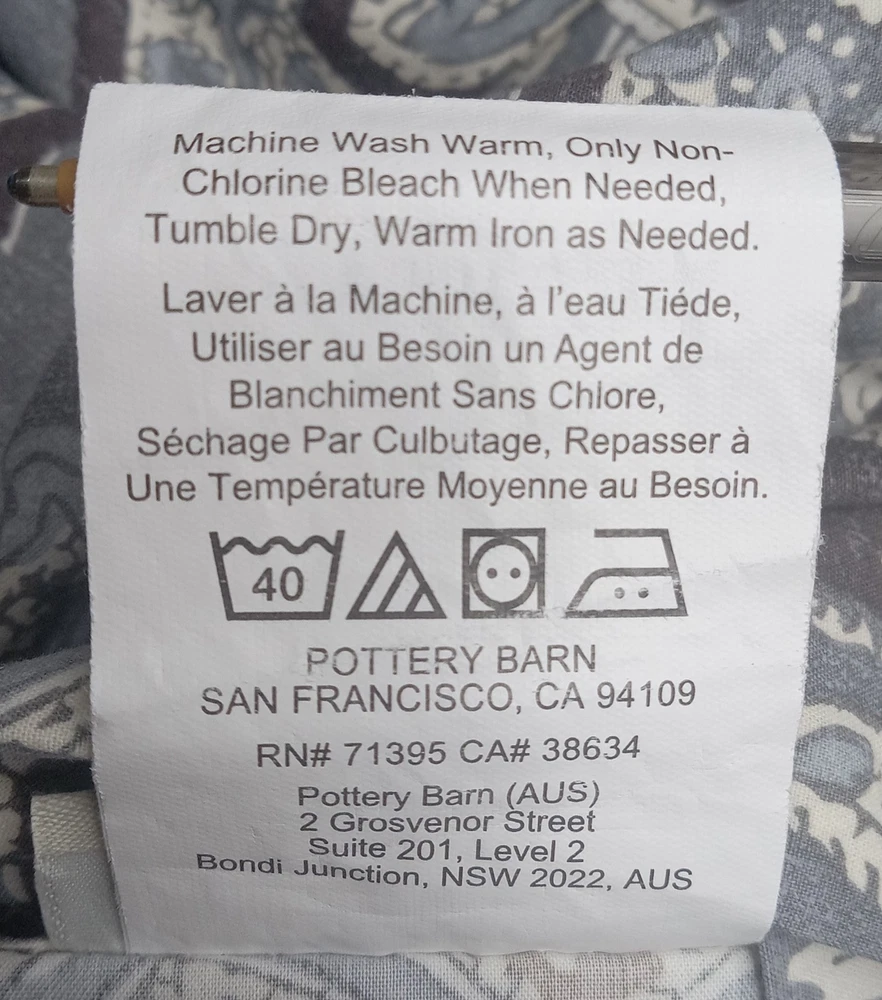 Machine Wash Warm, Only Non-
Chlorine Bleach When Needed,
Tumble Dry, Warm Iron as Needed.
Laver à la Machine, à l'eau Tiéde,
Utiliser au Besoin un Agent de
Blanchiment Sans Chlore,
Séchage Par Culbutage, Repasser à
Une Température Moyenne au Besoin.
40
POTTERY BARN
SAN FRANCISCO, CA 94109
RN# 71395 CA# 38634
Pottery Barn (AUS)
2 Grosvenor Street
Suite 201, Level 2
Bondi Junction, NSW 2022, AUS